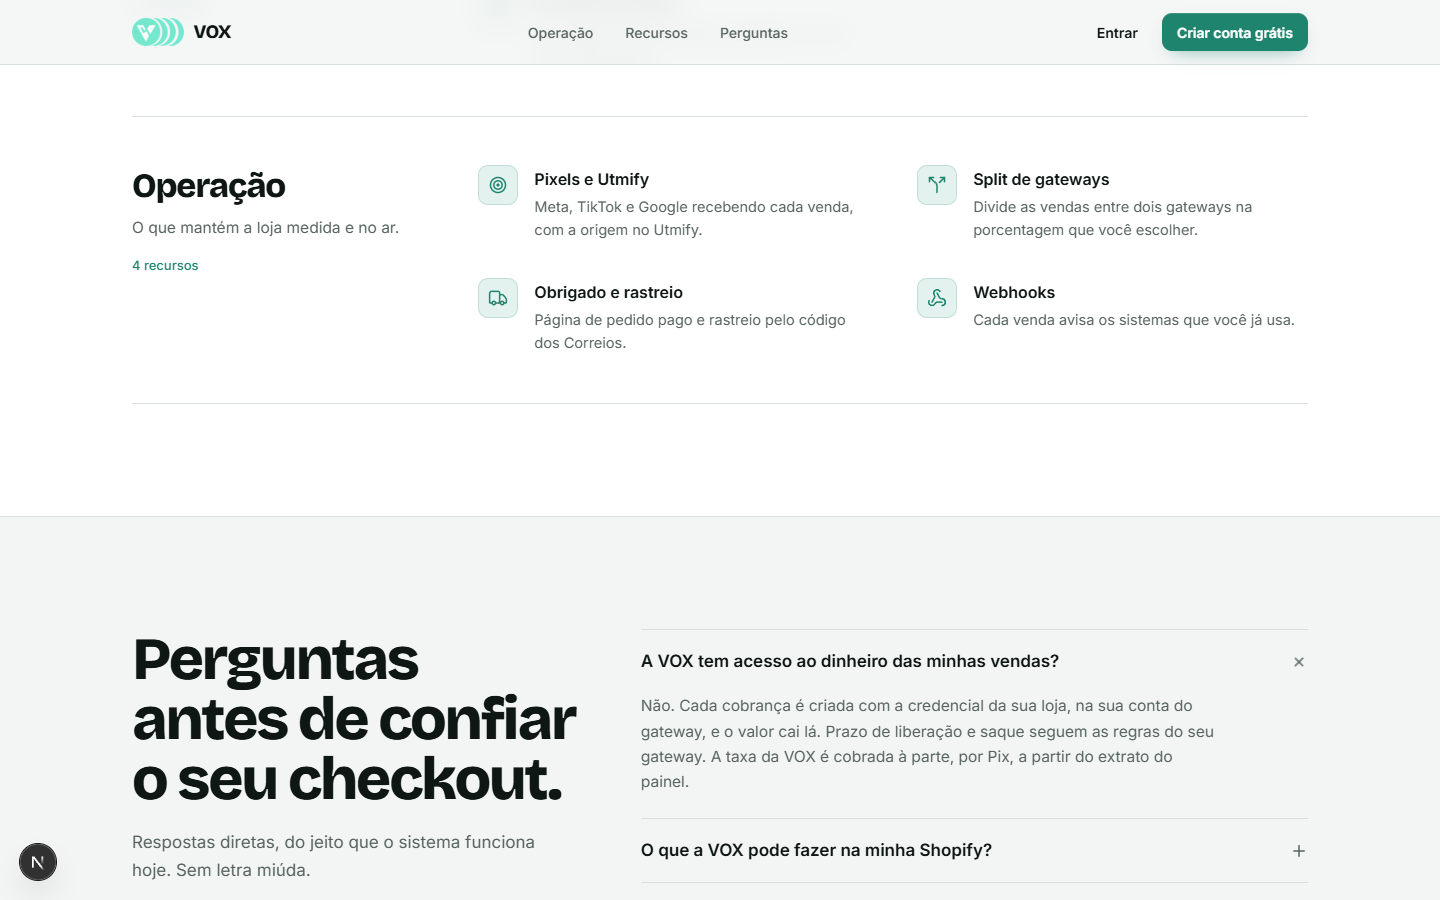 VOX
Operação
Recursos
Perguntas
Entrar
Criar conta grátis
Operação
O que mantém a loja medida e no ar.
4 recursos
Pixels e Utmify
Meta, TikTok e Google recebendo cada venda,
com a origem no Utmify.
Split de gateways
Divide as vendas entre dois gateways na
porcentagem que você escolher.
Obrigado e rastreio
Página de pedido pago e rastreio pelo código
dos Correios.
Webhooks
Cada venda avisa os sistemas que você já usa.
Perguntas
antes de confiar
o seu checkout.
Respostas diretas, do jeito que o sistema funciona
hoje. Sem letra miúda.
A VOX tem acesso ao dinheiro das minhas vendas?
Não. Cada cobrança é criada com a credencial da sua loja, na sua conta do
gateway, e o valor cai lá. Prazo de liberação e saque seguem as regras do seu
gateway. A taxa da VOX é cobrada à parte, por Pix, a partir do extrato do
painel.
O que a VOX pode fazer na minha Shopify?
N